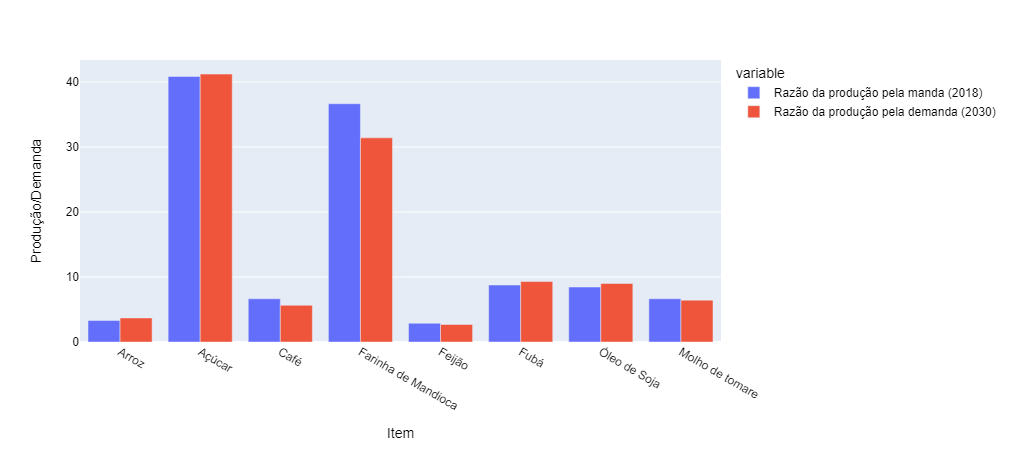 variable
Razão da produção pela manda (2018)
Razão da produção pela demanda (2030)
Produção/Demanda
40
30
20
10
0
Arroz
Açúcar
Café
Farinha de Mandioca
Feijão
Fubá
Óleo de Soja
Molho de tomare
Item